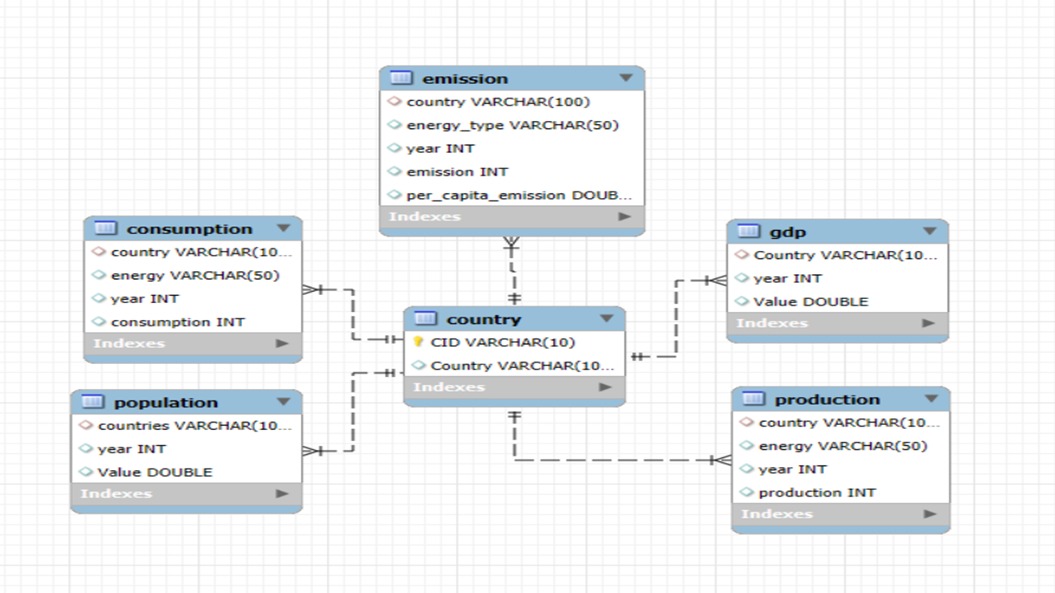 emission
country VARCHAR(100)
energy_type VARCHAR(50)
year INT
emission INT
per_capita_emission DOUB...
Indexes
consumption
country VARCHAR(10...
energy VARCHAR(50)
year INT
consumption INT
Indexes
gdp
Country VARCHAR(10...
year INT
Value DOUBLE
Indexes
country
CID VARCHAR(10)
Country VARCHAR(10...
Indexes
population
countries VARCHAR(10...
year INT
Value DOUBLE
Indexes
production
country VARCHAR(10...
energy VARCHAR(50)
year INT
production INT
Indexes